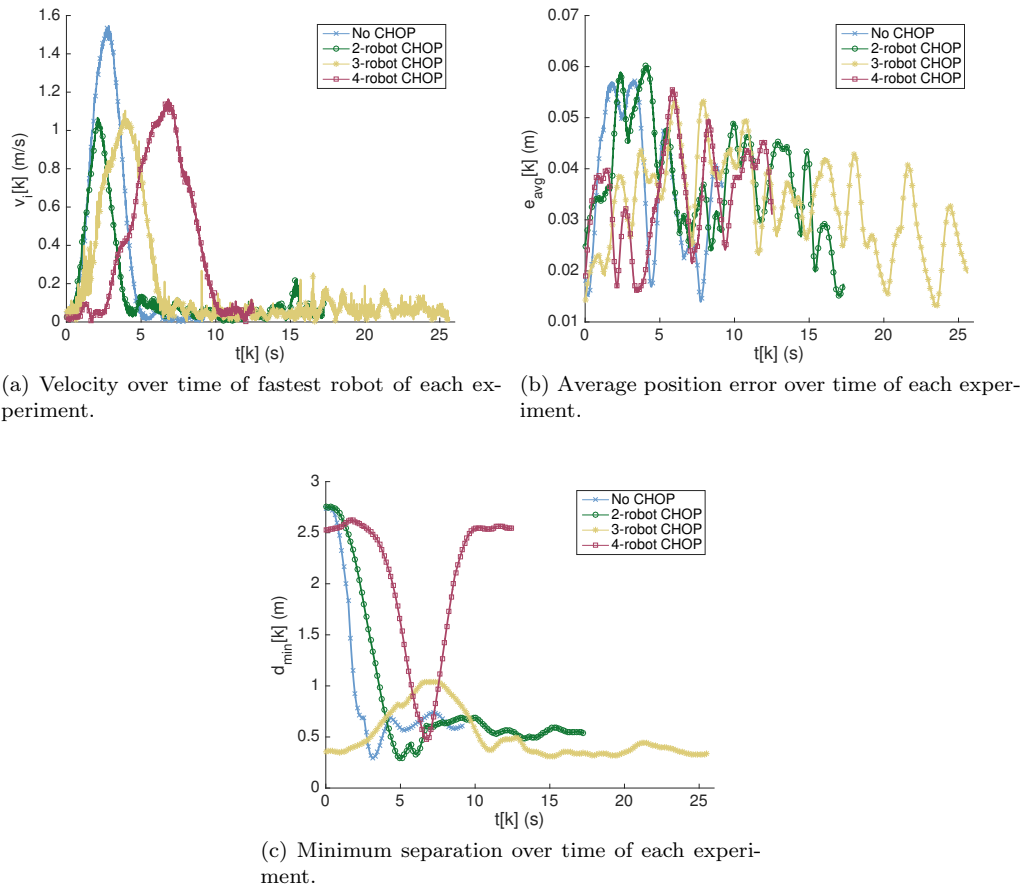 1.6
1.4
1.2
1
0.8
0.6
0.4
0.2
0
v_i[k] (m/s)
0 5 10 15 20 25
t[k] (s)
No CHOP
2-robot CHOP
3-robot CHOP
4-robot CHOP
(a) Velocity over time of fastest robot of each ex-
periment.
0.07
0.06
0.05
0.04
0.03
0.02
0.01
e_avg[k] (m)
0 5 10 15 20 25
t[k] (s)
No CHOP
2-robot CHOP
3-robot CHOP
4-robot CHOP
(b) Average position error over time of each exper-
iment.
3
2.5
2
1.5
1
0.5
0
d_min[k] (m)
0 5 10 15 20 25
t[k] (s)
No CHOP
2-robot CHOP
3-robot CHOP
4-robot CHOP
(c) Minimum separation over time of each experi-
ment.